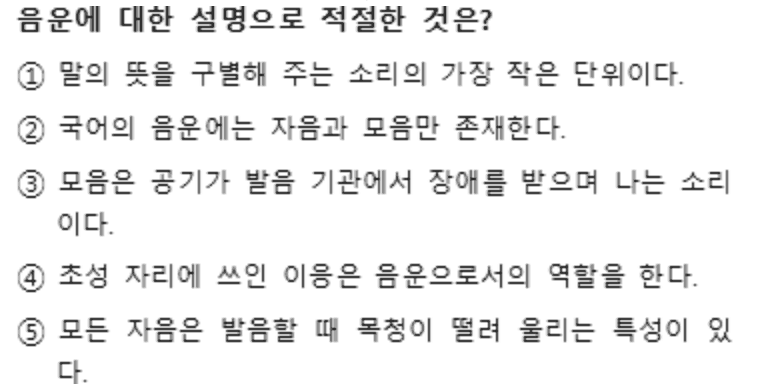 음운에 대한 설명으로 적절한 것은?
① 말의 뜻을 구별해 주는 소리의 가장 작은 단위이다.
② 국어의 음운에는 자음과 모음만 존재한다.
③ 모음은 공기가 발음 기관에서 장애를 받으며 나는 소리
이다.
④ 초성 자리에 쓰인 이응은 음운으로서의 역할을 한다.
⑤ 모든 자음은 발음할 때 목청이 떨려 울리는 특성이 있
다.